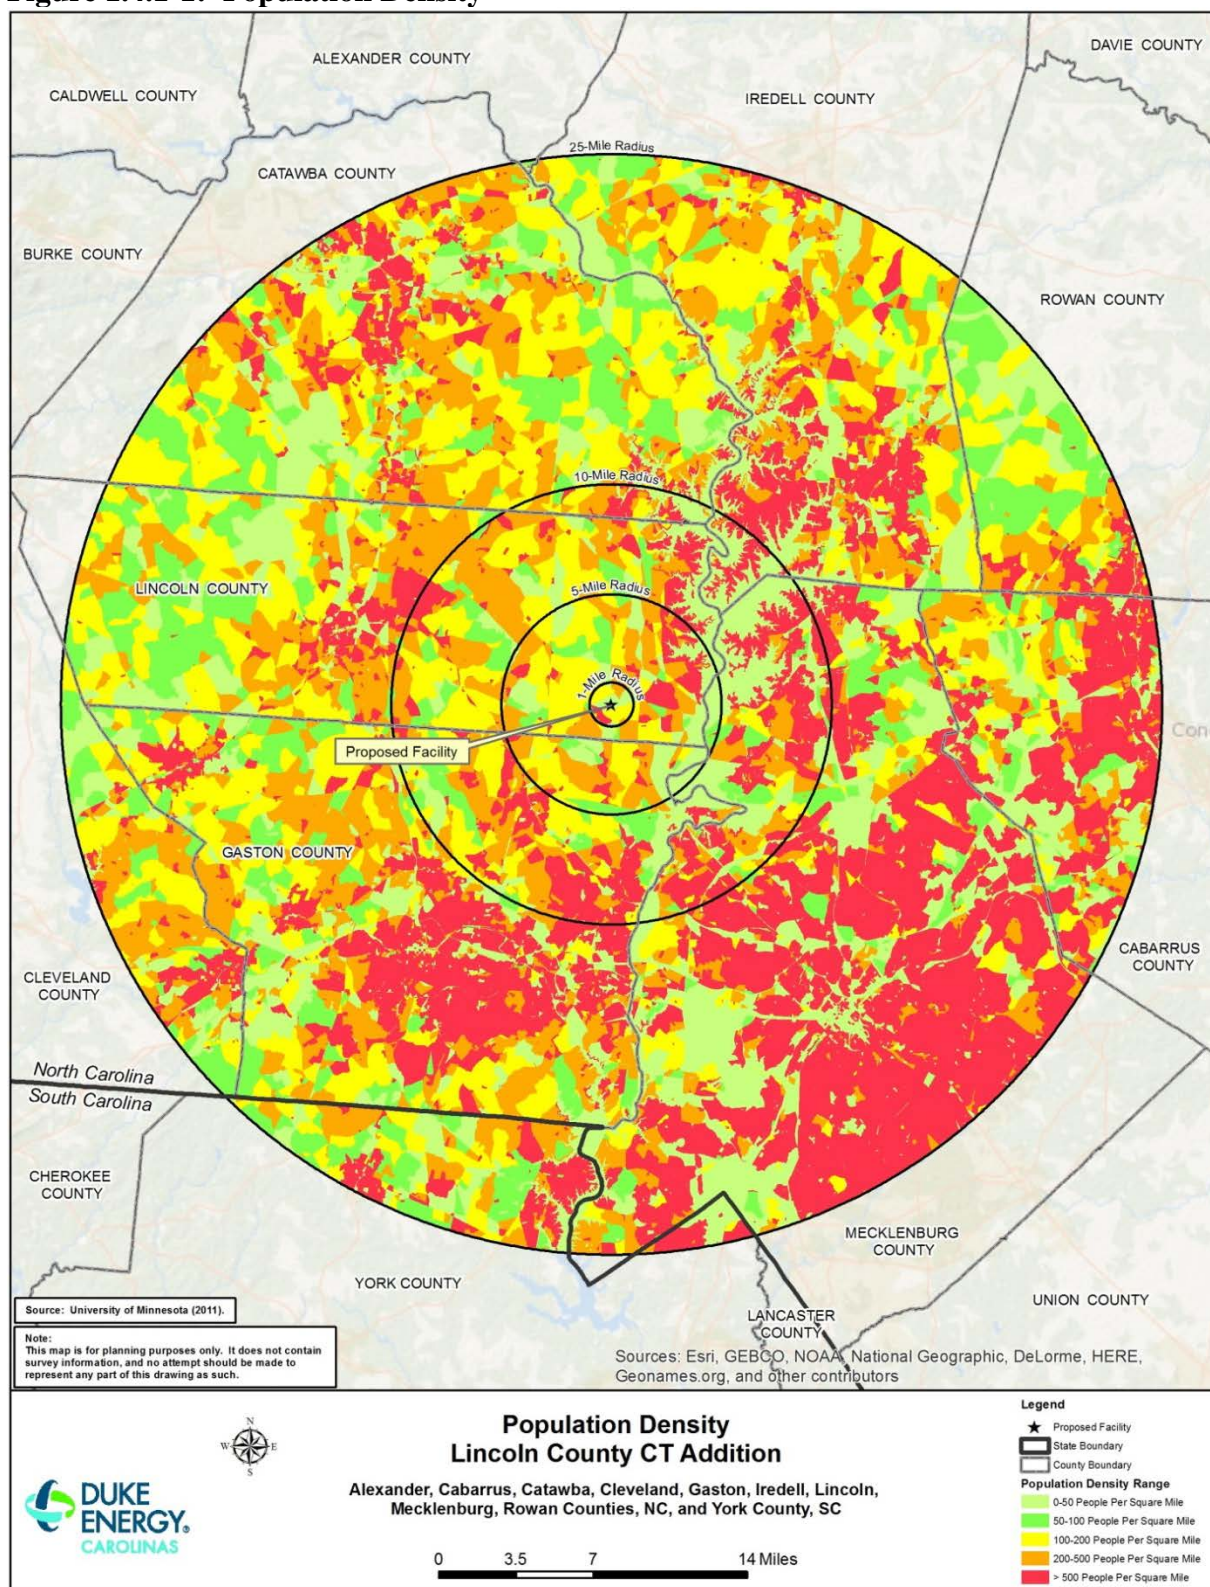 Population Density
ALEXANDER COUNTY
DAVIE COUNTY
CALDWELL COUNTY
IREDELL COUNTY
25-Mile Radius
CATAWBA COUNTY
BURKE COUNTY
ROWAN COUNTY
10-Mile Radius
LINCOLN COUNTY
5-Mile Radius
1-Mile Radius
Proposed Facility
GASTON COUNTY
CLEVELAND
COUNTY
CABARRUS
COUNTY
North Carolina
South Carolina
CHEROKEE
COUNTY
MECKLENBURG
COUNTY
YORK COUNTY
UNION COUNTY
LANCASTER
COUNTY
Source: University of Minnesota (2011).
Note:
This map is for planning purposes only. It does not contain
survey information, and no attempt should be made to
represent any part of this drawing as such.
Sources: Esri, GEBCO, NOAA, National Geographic, DeLorme, HERE,
Geonames.org, and other contributors
N
W E
S
DUKE
ENERGY®
CAROLINAS
Population Density
Lincoln County CT Addition
Alexander, Cabarrus, Catawba, Cleveland, Gaston, Iredell, Lincoln,
Mecklenburg, Rowan Counties, NC, and York County, SC
0 3.5 7 14 Miles
Legend
Proposed Facility
State Boundary
County Boundary
Population Density Range
0-50 People Per Square Mile
50-100 People Per Square Mile
100-200 People Per Square Mile
200-500 People Per Square Mile
> 500 People Per Square Mile